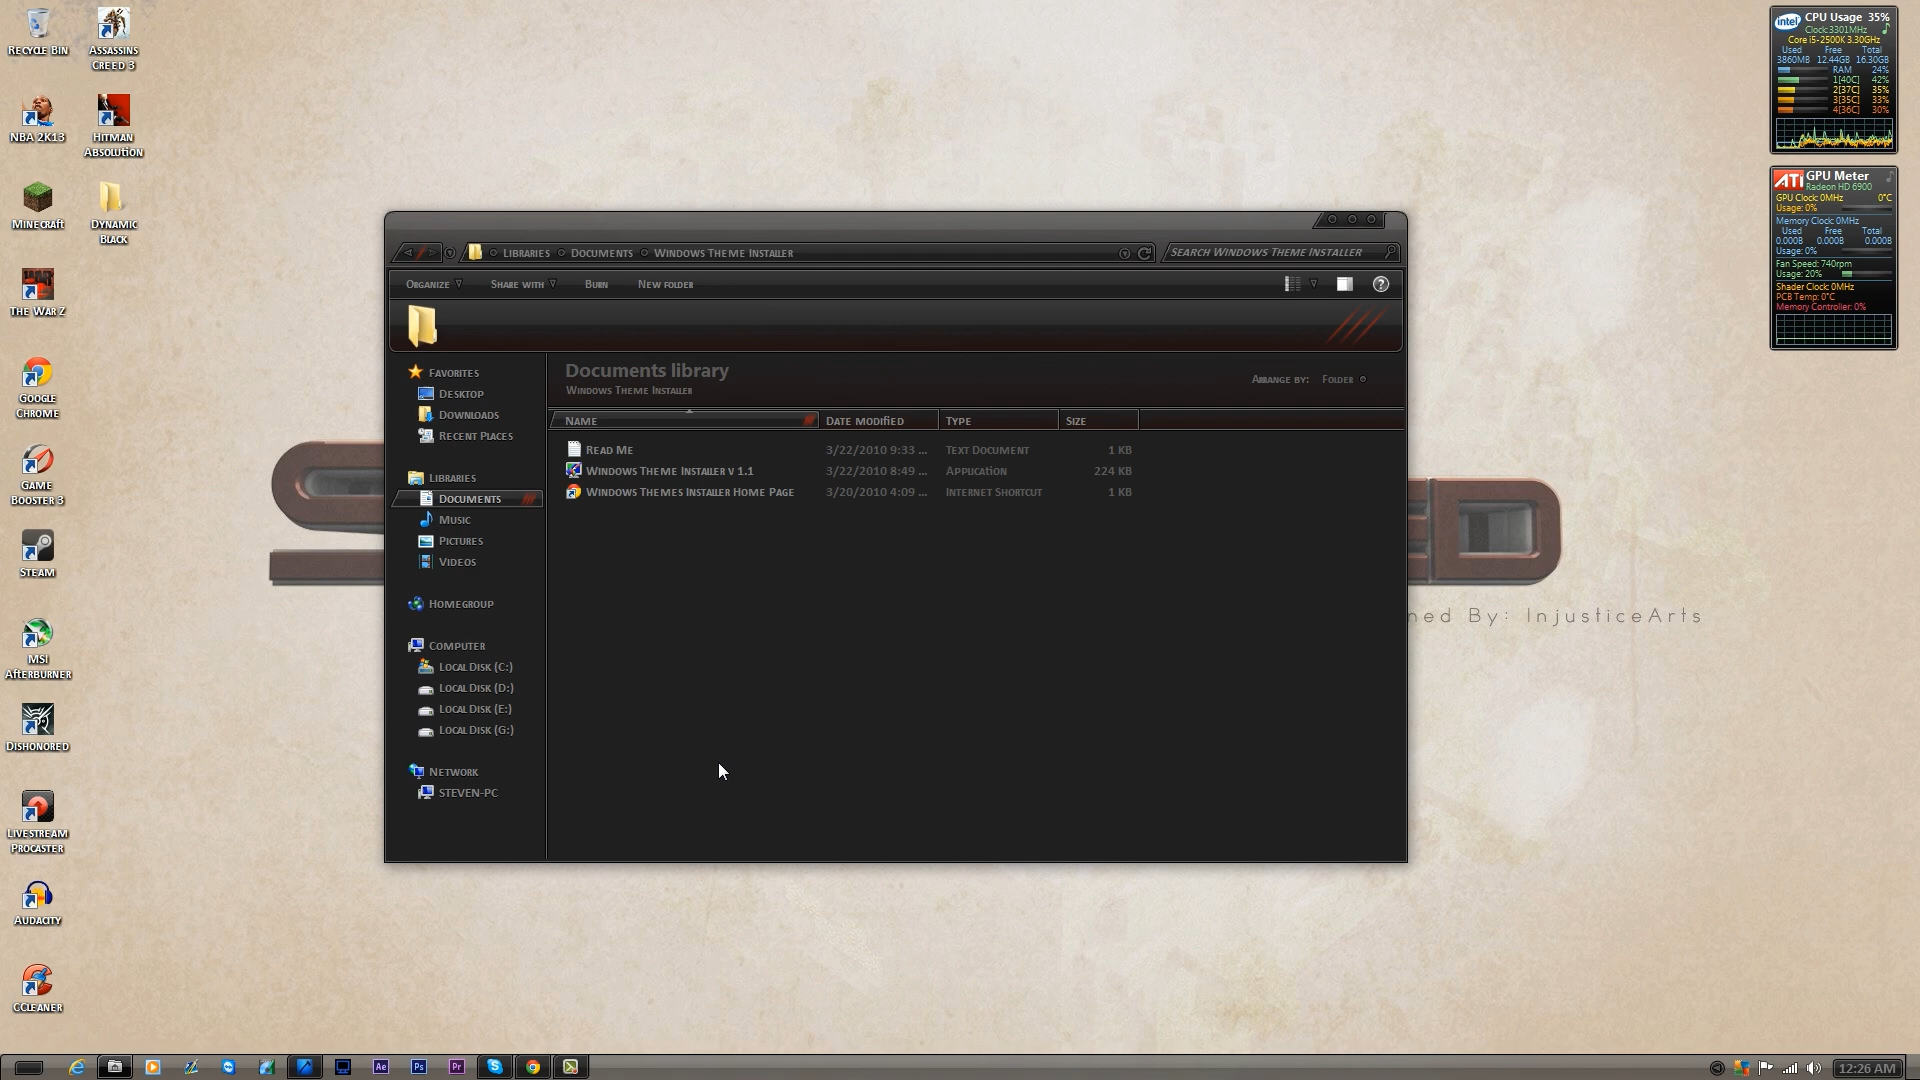 RECYCLE BIN
ASSASSINS
CREED 3
NBA 2K13
HITMAN
ABSOLUTION
MINECRAFT
DYNAMIC
BLACK
THE WAR Z
GOOGLE
CHROME
GAME
BOOSTER 3
STEAM
MSI
AFTERBURNER
DISHONORED
LIVESTREAM
PROCASTER
AUDACITY
CCLEANER
LIBRARIES DOCUMENTS WINDOWS THEME INSTALLER
SEARCH WINDOWS THEME INSTALLER
ORGANIZE SHARE WITH BURN NEW FOLDER
FAVORITES
DESKTOP
DOWNLOADS
RECENT PLACES
LIBRARIES
DOCUMENTS
MUSIC
PICTURES
VIDEOS
HOMEGROUP
COMPUTER
LOCAL DISK (C:)
LOCAL DISK (D:)
LOCAL DISK (E:)
LOCAL DISK (G:)
NETWORK
STEVEN-PC
Documents library
WINDOWS THEME INSTALLER
ARRANGE BY: FOLDER
NAME DATE MODIFIED TYPE SIZE
READ ME 3/22/2010 9:33 ... TEXT DOCUMENT 1 KB
WINDOWS THEME INSTALLER V 1.1 3/22/2010 8:49 ... APPLICATION 224 KB
WINDOWS THEMES INSTALLER HOME PAGE 3/20/2010 4:09 ... INTERNET SHORTCUT 1 KB
ned By: InjusticeArts
intel CPU Usage 35%
Clock: 3301MHz
Core i5-2500K 3.30GHz
Used Free Total
3860MB 12.44GB 16.30GB
RAM 24%
1[40C] 42%
2[37C] 35%
3[35C] 33%
4[36C] 30%
ATI GPU Meter
Radeon HD 6900
GPU Clock: 0MHz 0°C
Usage: 0%
Memory Clock: 0MHz
Used Free Total
0.000B 0.000B 0.000B
Usage: 0%
Fan Speed: 740rpm
Usage: 20%
Shader Clock: 0MHz
PCB Temp: 0°C
Memory Controller: 0%
Ae Ps Pr
12:26 AM